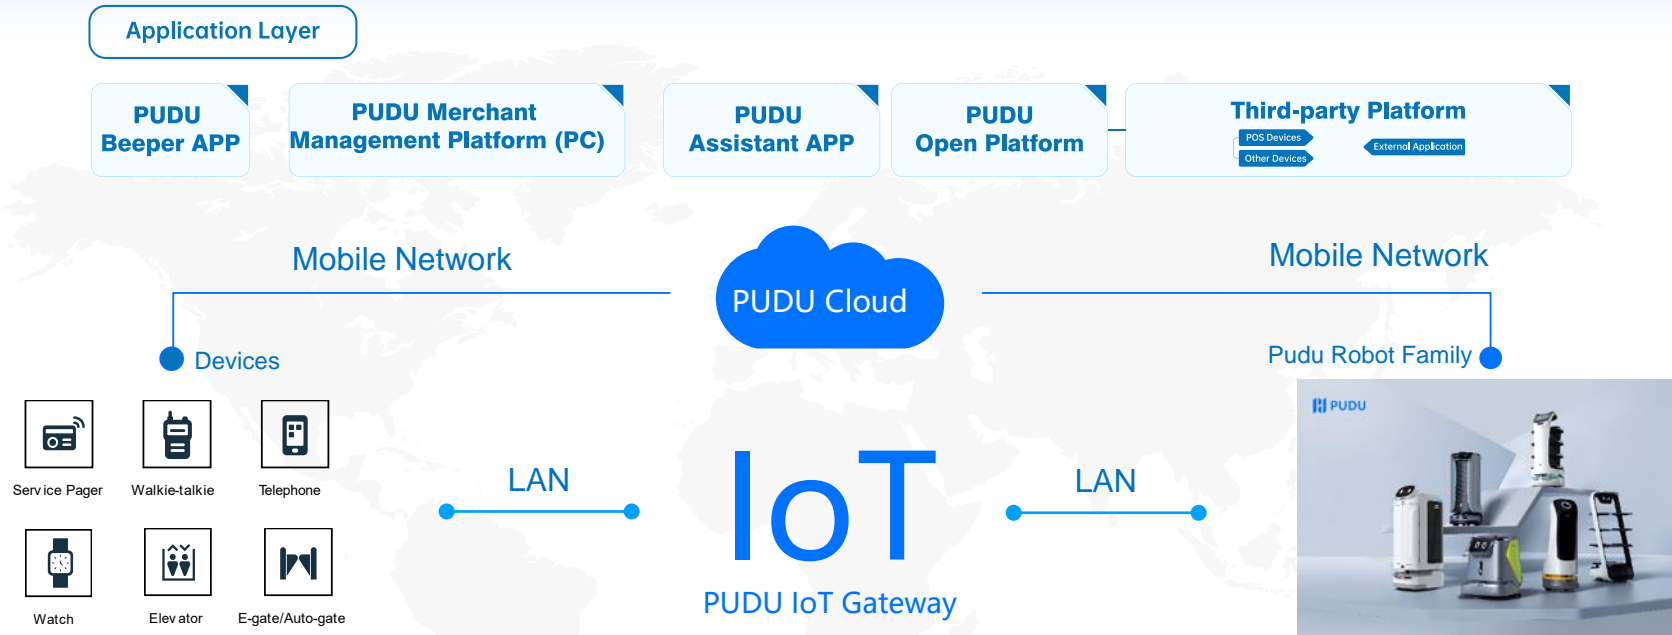 Application Layer
PUDU
Beeper APP
PUDU Merchant
Management Platform (PC)
PUDU
Assistant APP
PUDU
Open Platform
Third-party Platform
POS Devices
Other Devices
External Application
Mobile Network
PUDU Cloud
Mobile Network
Devices
Pudu Robot Family
PUDU
Service Pager
Walkie-talkie
Telephone
LAN
IoT
LAN
PUDU IoT Gateway
Watch
Elevator
E-gate/Auto-gate